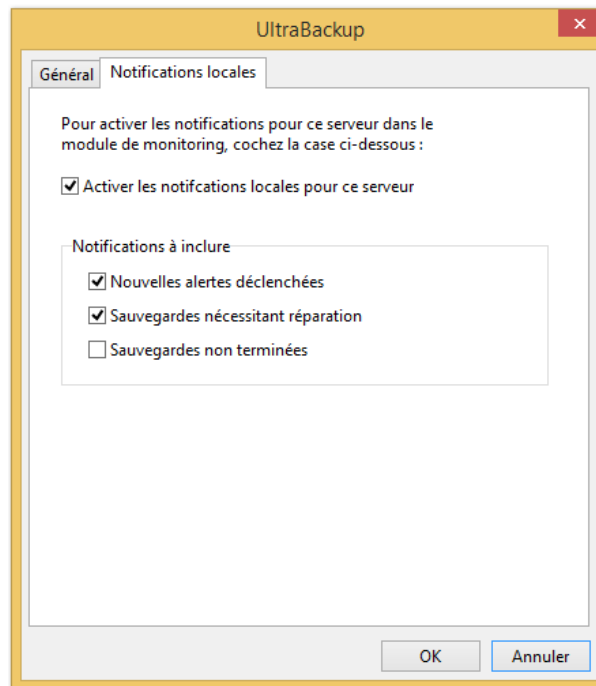 UltraBackup
Général
Notifications locales
Pour activer les notifications pour ce serveur dans le
module de monitoring, cochez la case ci-dessous :
Activer les notifcations locales pour ce serveur
Notifications à inclure
Nouvelles alertes déclenchées
Sauvegardes nécessitant réparation
Sauvegardes non terminées
OK
Annuler